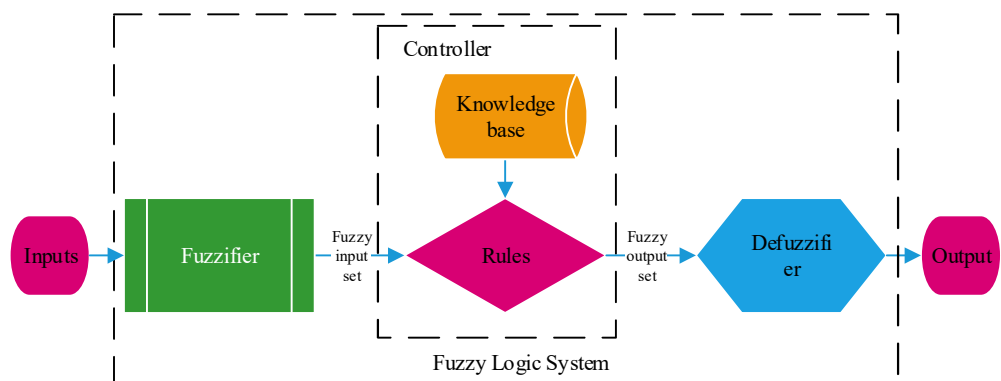 Controller
Knowledge
base
Inputs
Fuzzifier
Fuzzy
input
set
Rules
Fuzzy
output
set
Defuzzifi
er
Output
Fuzzy Logic System